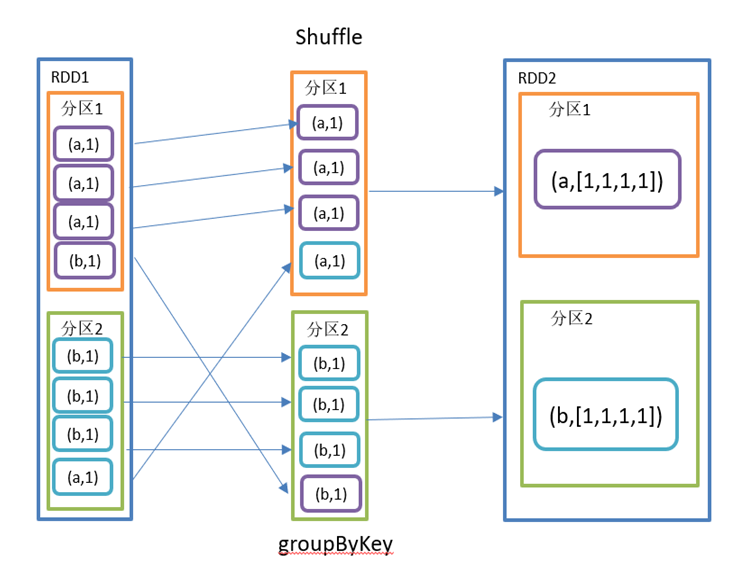 Shuffle
RDD1
分区1
(a,1)
(a,1)
(a,1)
(b,1)
分区2
(b,1)
(b,1)
(b,1)
(a,1)
分区1
(a,1)
(a,1)
(a,1)
(a,1)
分区2
(b,1)
(b,1)
(b,1)
(b,1)
RDD2
分区1
(a,[1,1,1,1])
分区2
(b,[1,1,1,1])
groupByKey